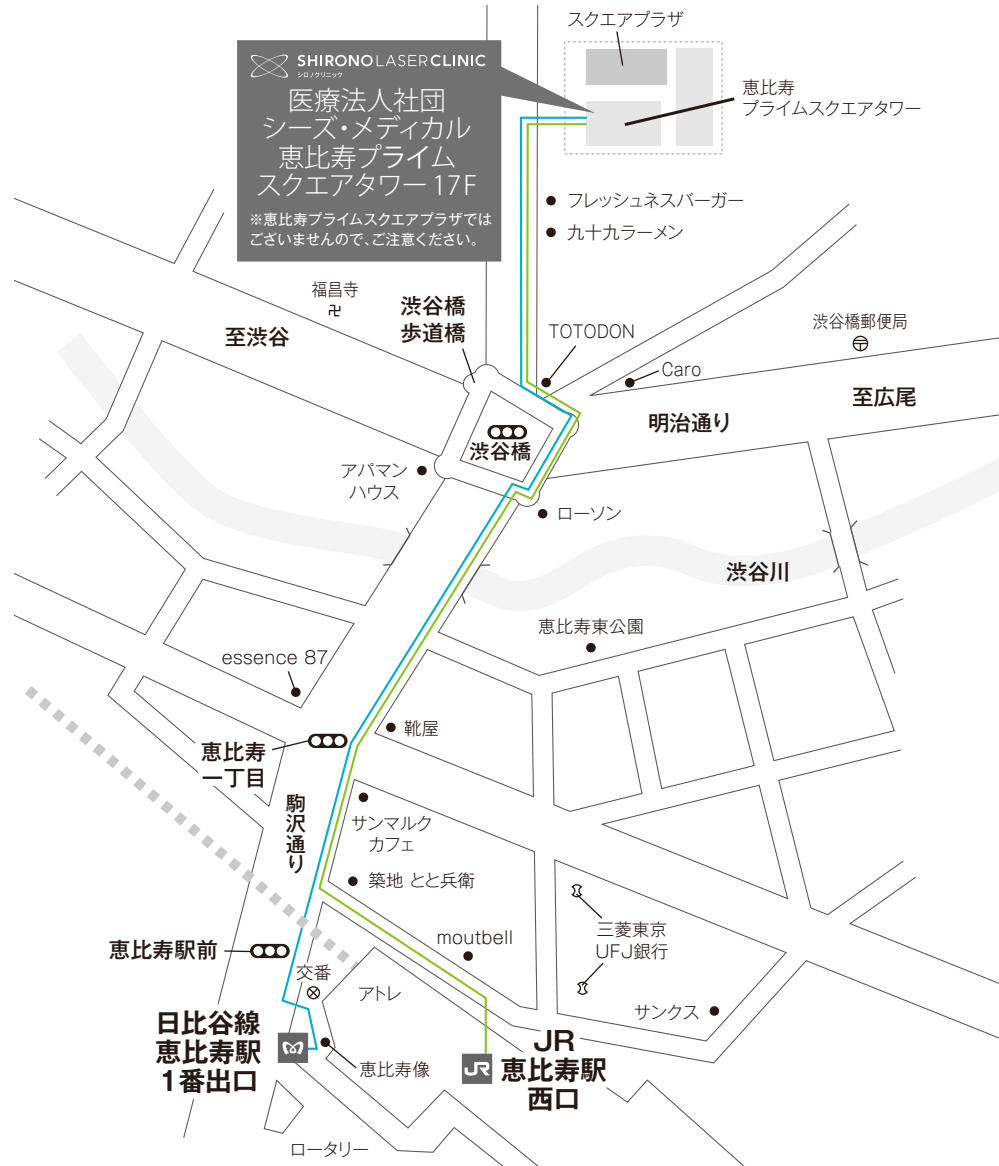 スクエアプラザ
SHIRONO LASER CLINIC
シロノクリニック
医療法人社団
シーズ・メディカル
恵比寿プライム
スクエアタワー 17F
※恵比寿プライムスクエアプラザでは
ございませんので、ご注意ください。
恵比寿
プライムスクエアタワー
フレッシュネスバーガー
九十九ラーメン
福昌寺
卍
渋谷橋
歩道橋
至渋谷
TOTODON
渋谷橋郵便局
Caro
至広尾
明治通り
渋谷橋
アパマン
ハウス
ローソン
渋谷川
恵比寿東公園
essence 87
靴屋
恵比寿
一丁目
駒沢通り
サンマルク
カフェ
築地 とと兵衛
三菱東京
UFJ銀行
moutbell
恵比寿駅前
交番
アトレ
サンクス
日比谷線
恵比寿駅
1番出口
恵比寿像
JR
JR
恵比寿駅
西口
ロータリー